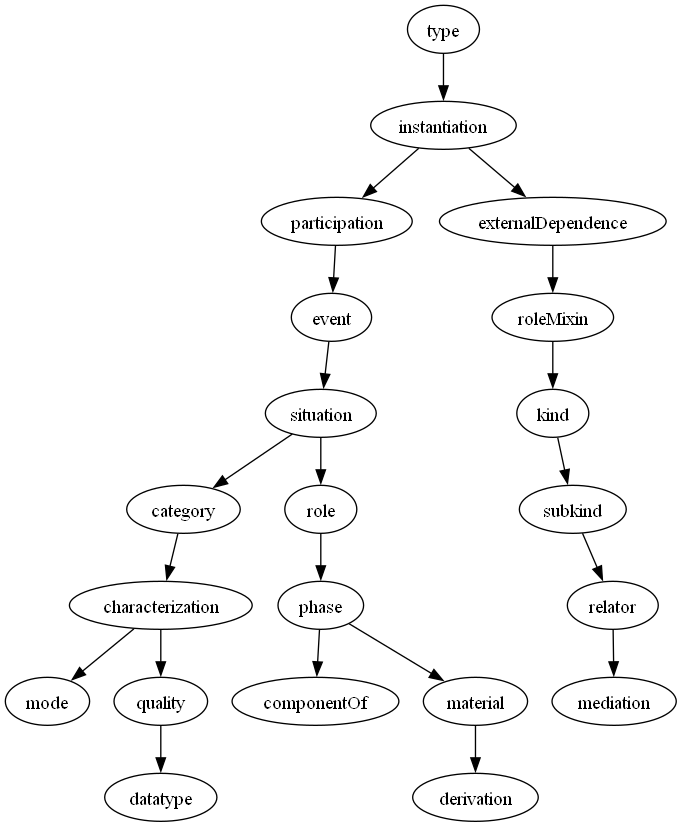 type
instantiation
participation
externalDependence
event
roleMixin
situation
kind
category
role
subkind
characterization
phase
relator
mode
quality
componentOf
material
mediation
datatype
derivation